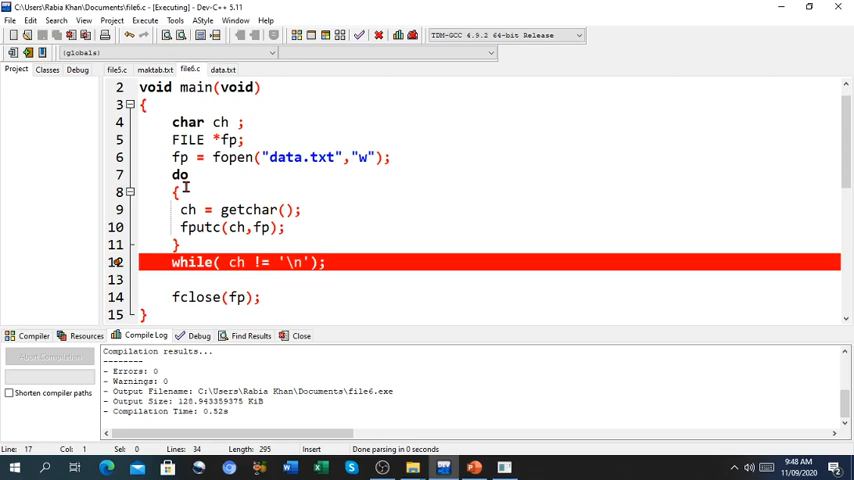 C:\Users\Rabia Khan\Documents\file6.c - [Executing] - Dev-C++ 5.11
File Edit Search View Project Execute Tools AStyle Window Help
TDM-GCC 4.9.2 64-bit Release
(globals)
Project Classes Debug file5.c maktab.txt file6.c data.txt
2 void main(void)
3 {
4 char ch ;
5 FILE *fp;
6 fp = fopen("data.txt","w");
7 do
8 {
9 ch = getchar();
10 fputc(ch,fp);
11 }
12 while( ch != '\n');
13
14 fclose(fp);
15 }
Compiler Resources Compile Log Debug Find Results Close
Abort Compilation
Shorten compiler paths
Compilation results...
--------
- Errors: 0
- Warnings: 0
- Output Filename: C:\Users\Rabia Khan\Documents\file6.exe
- Output Size: 128.943359375 KiB
- Compilation Time: 0.52s
Line: 17 Col: 1 Sel: 0 Lines: 34 Length: 295 Insert Done parsing in 0 seconds
9:48 AM
11/09/2020